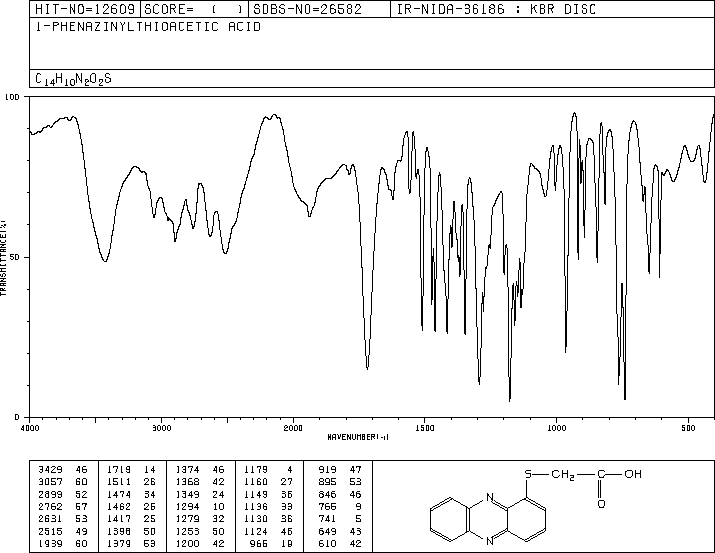 HIT-NO=12609 SCORE= ( ) SDBS-NO=26582 IR-NIDA-36186 : KBR DISC
1-PHENAZINYLTHIOACETIC ACID
C14H10N2O2S
100
50
0
TRANSMITTANCE(%)
4000 3000 2000 1500 1000 500
WAVENUMBER(-1)
3429 46 1719 14 1374 46 1179 4 919 47
3057 60 1511 26 1368 42 1160 27 895 53
2899 52 1474 34 1349 24 1149 35 846 46
2762 57 1462 26 1294 10 1136 33 765 9
2631 53 1417 25 1279 32 1130 36 741 5
2515 49 1398 50 1253 50 1124 46 649 43
1939 60 1379 53 1200 42 966 19 610 42
S CH2 C OH
O
N
N